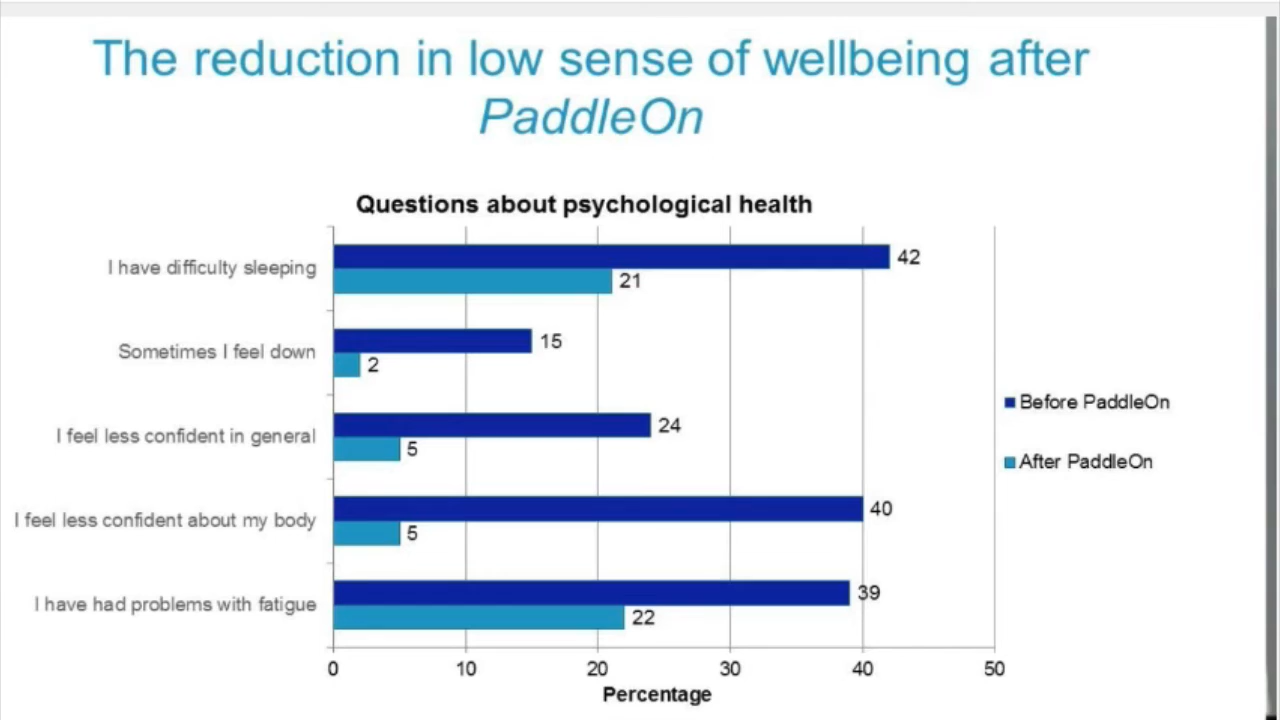 The reduction in low sense of wellbeing after
PaddleOn
Questions about psychological health
I have difficulty sleeping
42
21
Sometimes I feel down
15
2
I feel less confident in general
24
5
I feel less confident about my body
40
5
I have had problems with fatigue
39
22
Before PaddleOn
After PaddleOn
0 10 20 30 40 50
Percentage